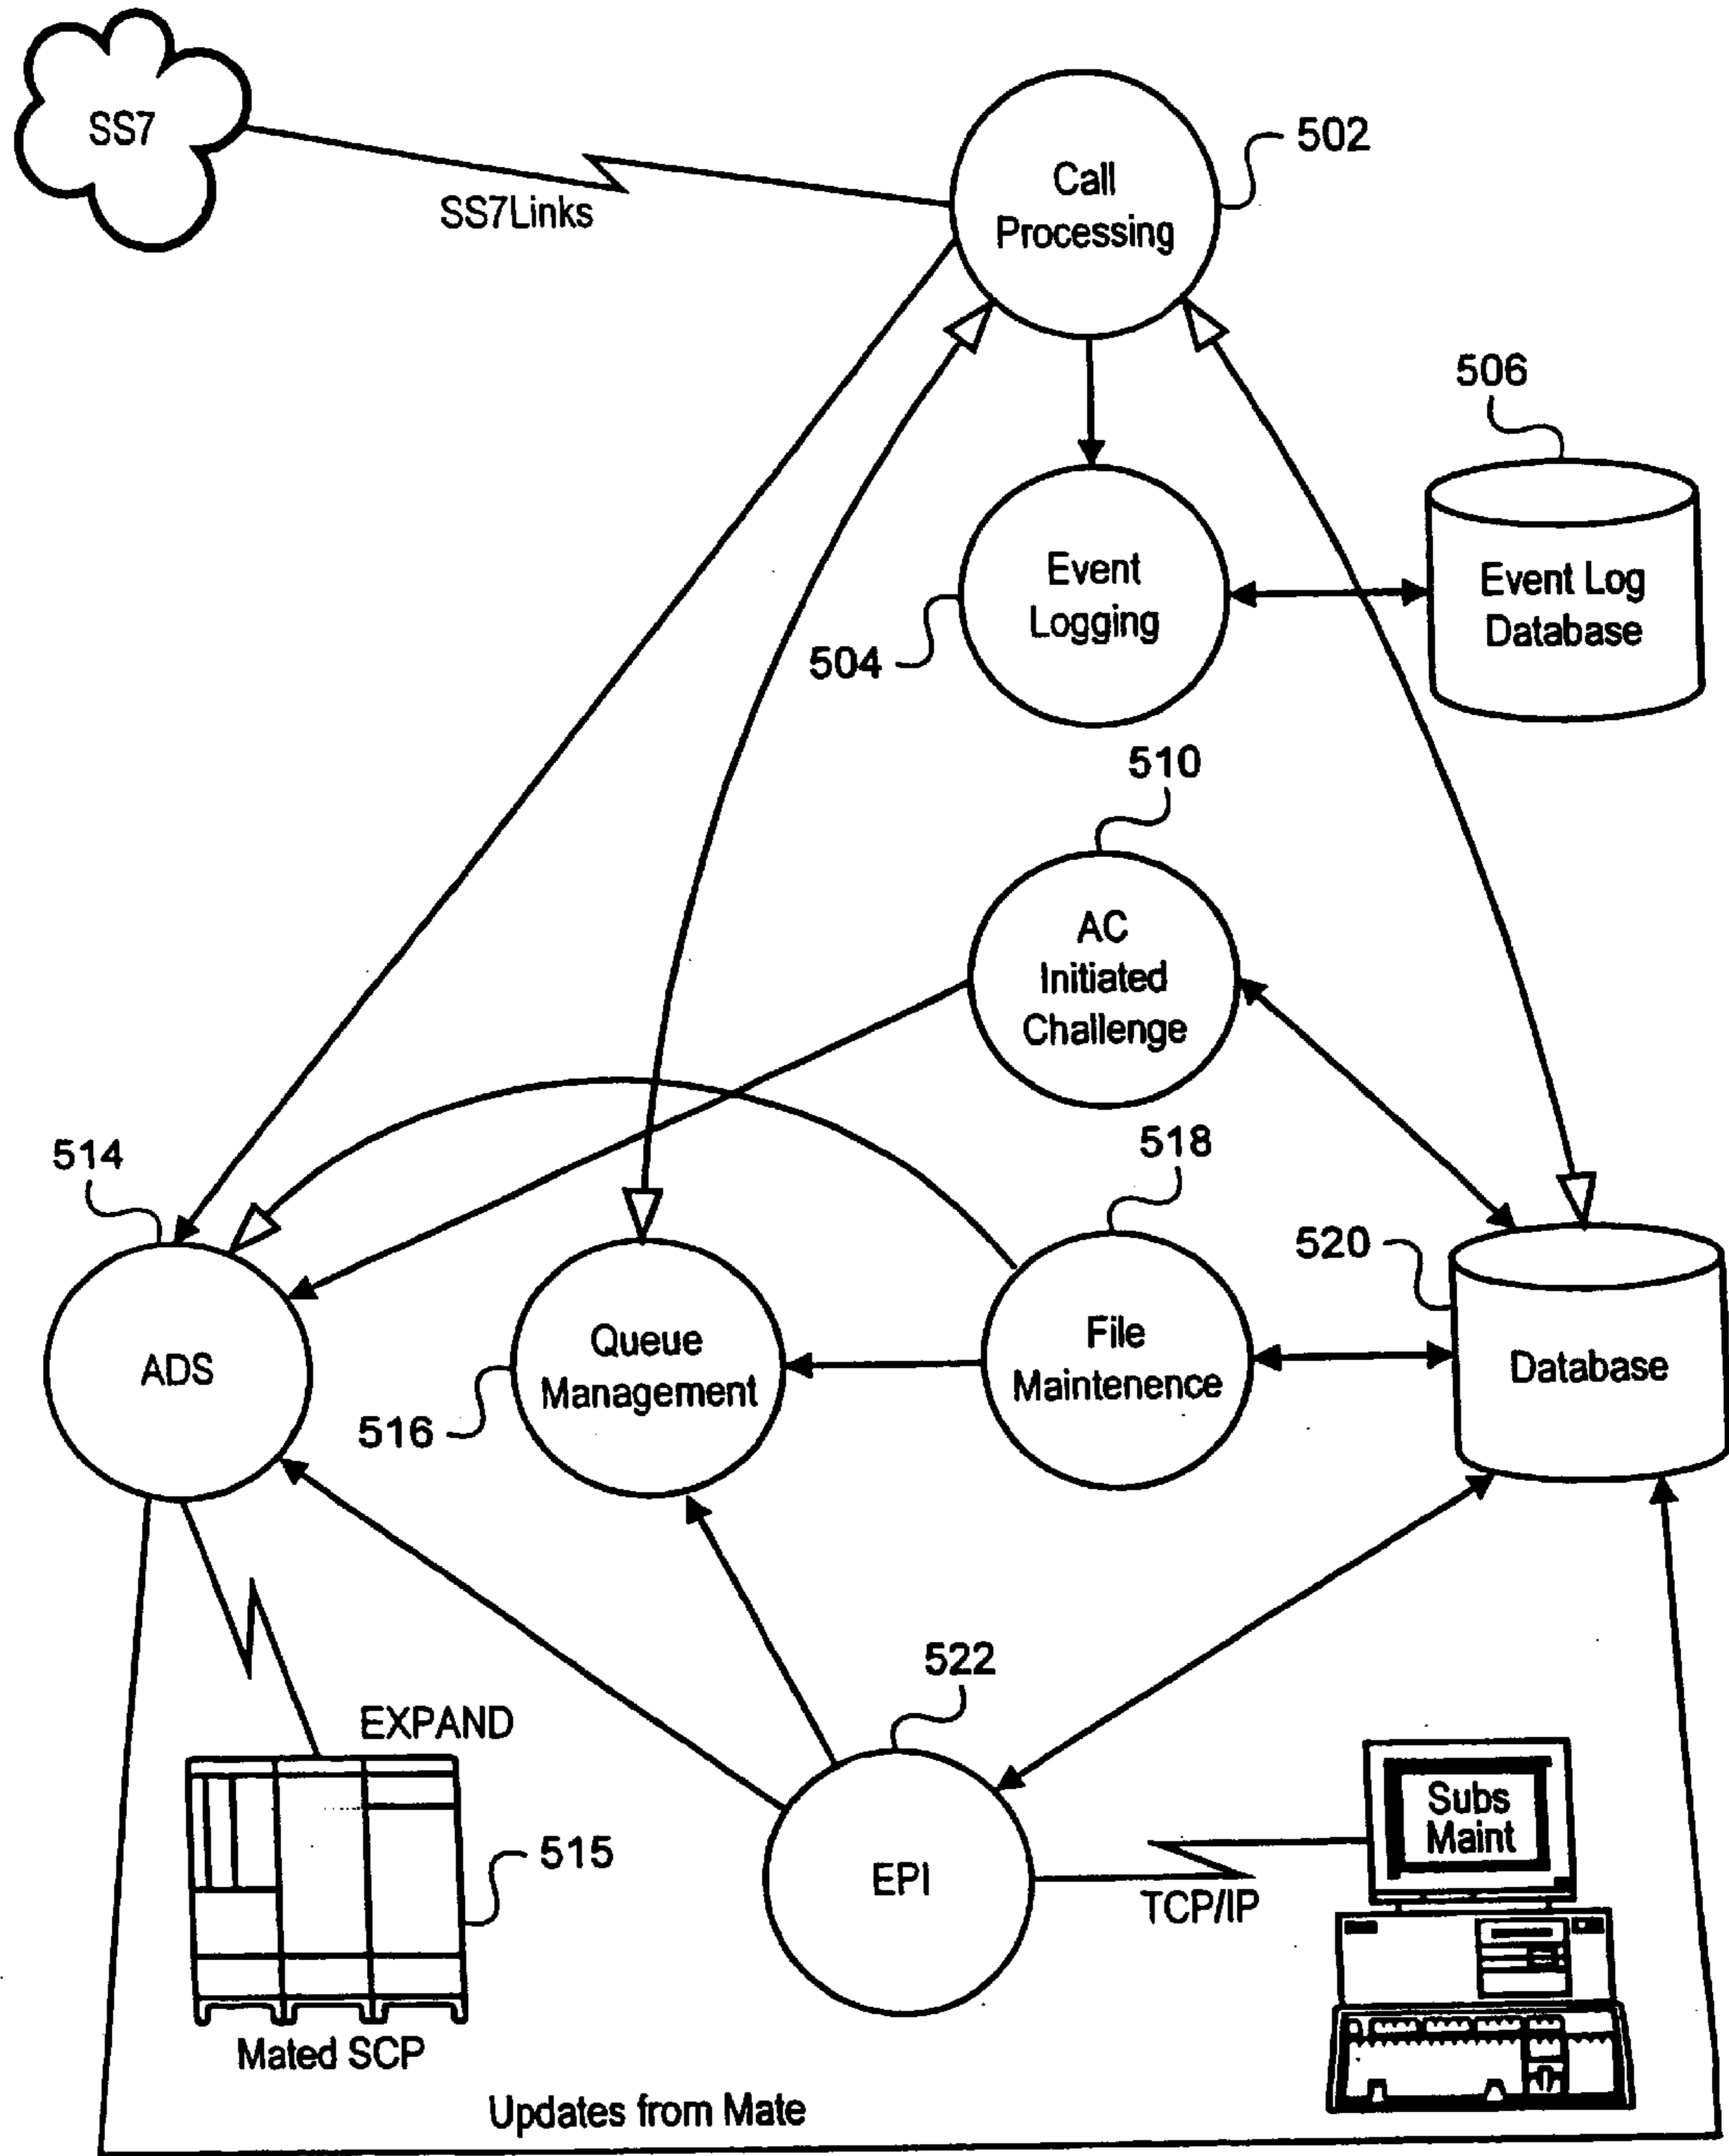 SS7
SS7Links
Call
Processing
502
506
Event
Logging
504
Event Log
Database
510
AC
Initiated
Challenge
514
518
520
ADS
Queue
Management
516
File
Maintenence
Database
522
EXPAND
515
EPI
TCP/IP
Subs
Maint
Mated SCP
Updates from Mate